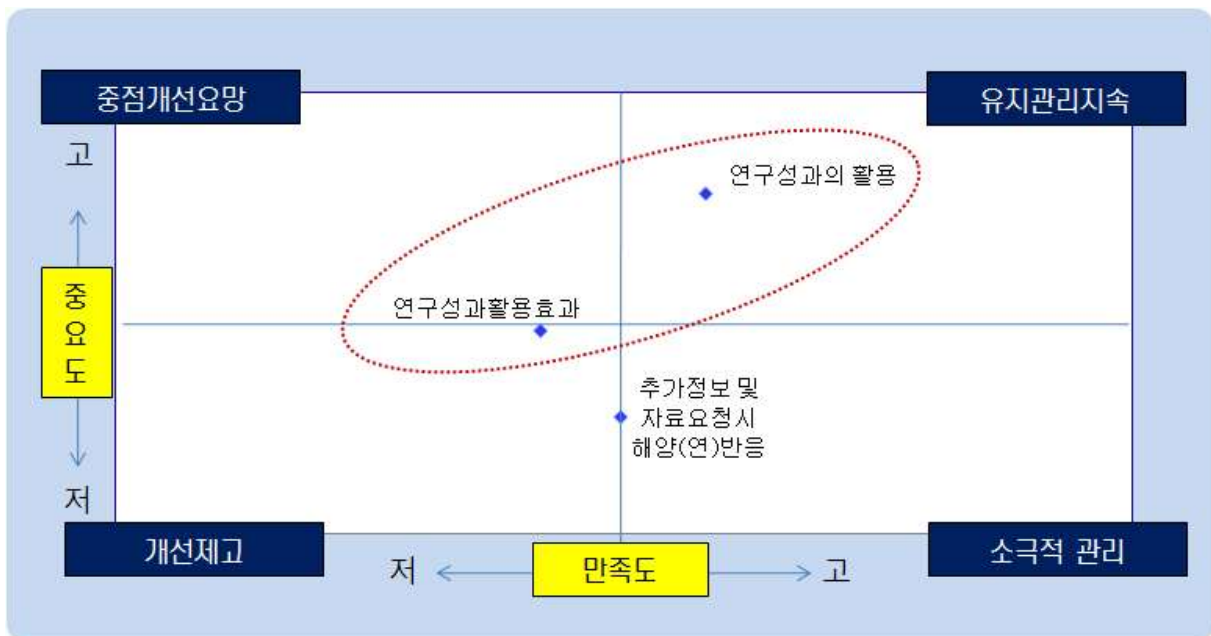 중점개선요망
유지관리지속
고
연구성과의 활용
중
요
도
연구성과활용효과
추가정보 및
자료요청시
해양(연)반응
저
개선제고
소극적 관리
저
만족도
고